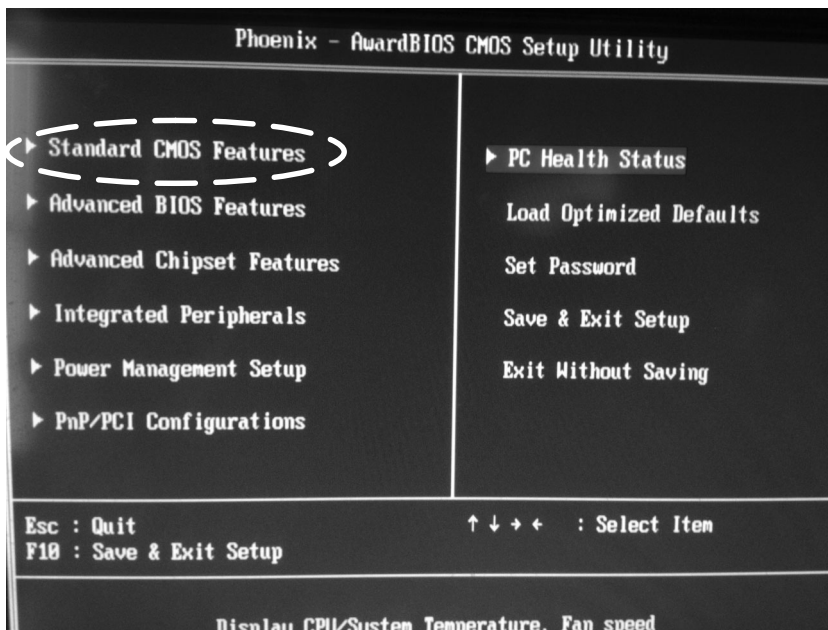 Phoenix - AwardBIOS CMOS Setup Utility
Standard CMOS Features
Advanced BIOS Features
Advanced Chipset Features
Integrated Peripherals
Power Management Setup
PnP/PCI Configurations
PC Health Status
Load Optimized Defaults
Set Password
Save & Exit Setup
Exit Without Saving
Esc : Quit
F10 : Save & Exit Setup
↑ ↓ → ← : Select Item
Display CPU/System Temperature, Fan speed